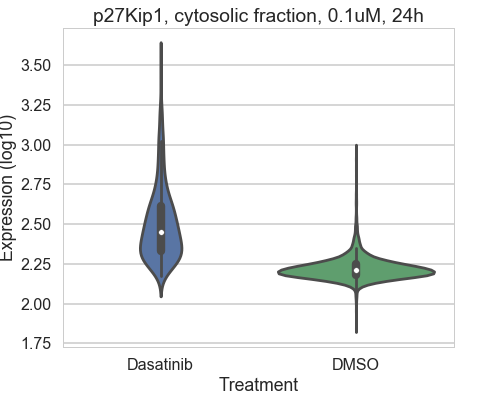 p27Kip1, cytosolic fraction, 0.1uM, 24h
Expression (log10)
3.50
3.25
3.00
2.75
2.50
2.25
2.00
1.75
Dasatinib DMSO
Treatment